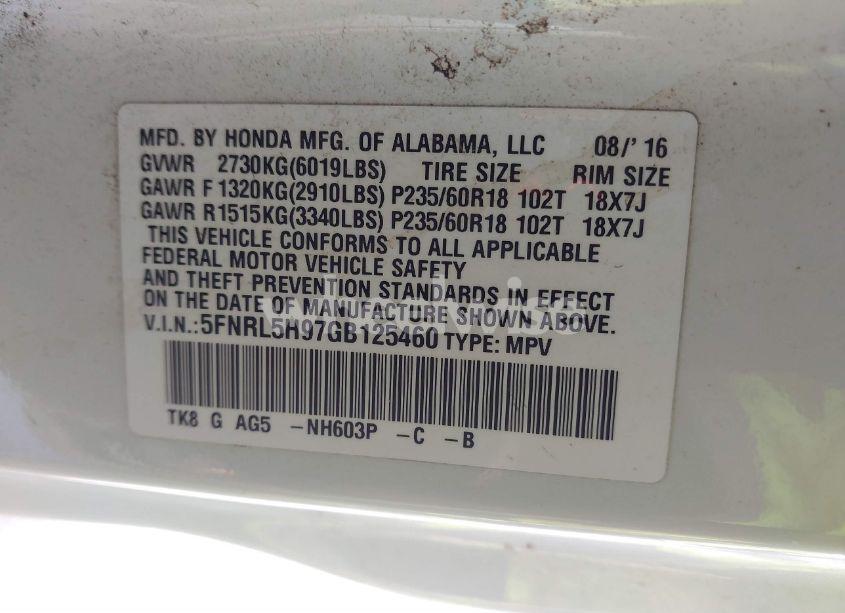 MFD. BY HONDA MFG. OF ALABAMA, LLC 08/' 16
GVWR 2730KG(6019LBS) TIRE SIZE RIM SIZE
GAWR F 1320KG(2910LBS) P235/60R18 102T 18X7J
GAWR R1515KG(3340LBS) P235/60R18 102T 18X7J
THIS VEHICLE CONFORMS TO ALL APPLICABLE
FEDERAL MOTOR VEHICLE SAFETY
AND THEFT PREVENTION STANDARDS IN EFFECT
ON THE DATE OF MANUFACTURE SHOWN ABOVE.
V.I.N.:5FNRL5H97GB125460 TYPE: MPV
TK8 G AG5 -NH603P -C -B